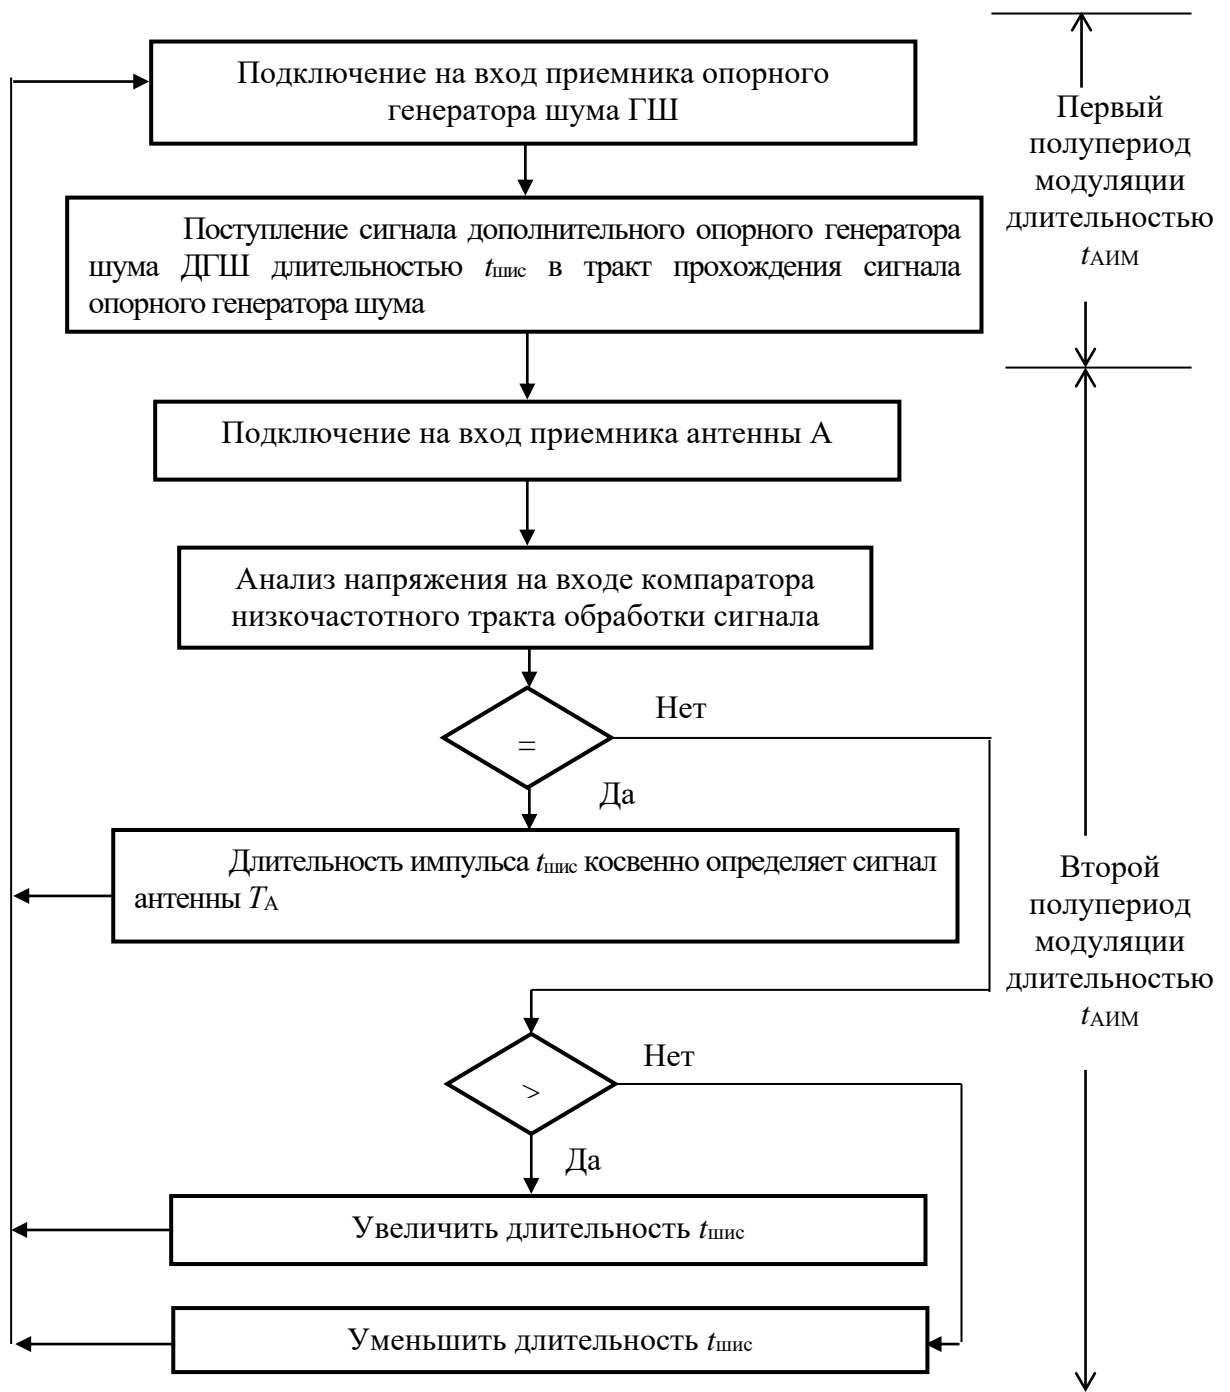 Подключение на вход приемника опорного
генератора шума ГШ
Первый
полупериод
модуляции
длительностью
tАИМ
Поступление сигнала дополнительного опорного генератора
шума ДГШ длительностью tшис в тракт прохождения сигнала
опорного генератора шума
Подключение на вход приемника антенны А
Анализ напряжения на входе компаратора
низкочастотного тракта обработки сигнала
=
Нет
Да
Длительность импульса tшис косвенно определяет сигнал
антенны TА
Второй
полупериод
модуляции
длительностью
tАИМ
>
Нет
Да
Увеличить длительность tшис
Уменьшить длительность tшис